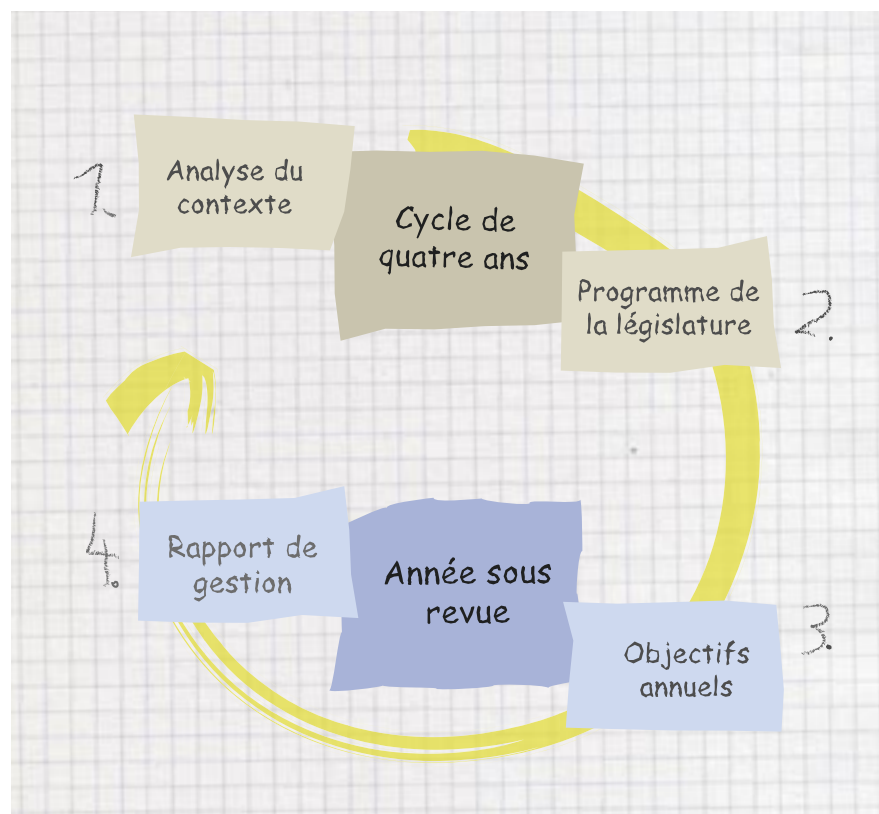 1.
Analyse du
contexte
Cycle de
quatre ans
Programme de
la législature
2.
Année sous
revue
4.
Rapport de
gestion
Objectifs
annuels
3.